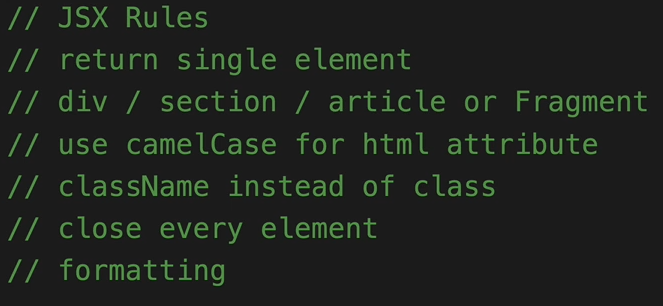 // JSX Rules
// return single element
// div / section / article or Fragment
// use camelCase for html attribute
// className instead of class
// close every element
// formatting